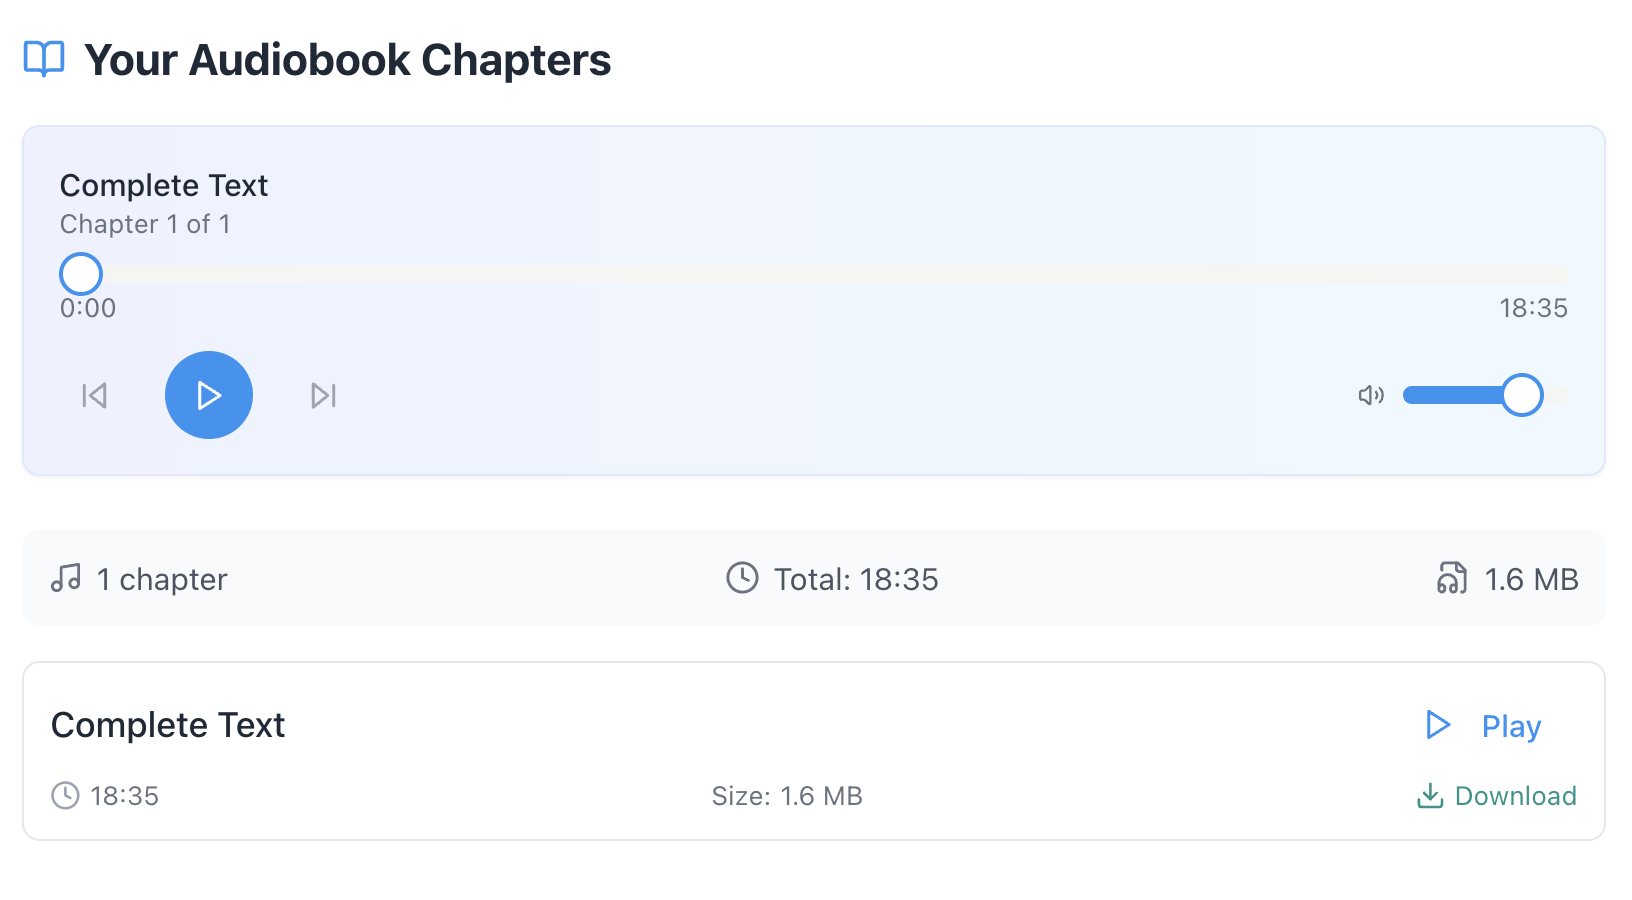 Your Audiobook Chapters
Complete Text
Chapter 1 of 1
0:00 18:35
1 chapter Total: 18:35 1.6 MB
Complete Text Play
18:35 Size: 1.6 MB Download